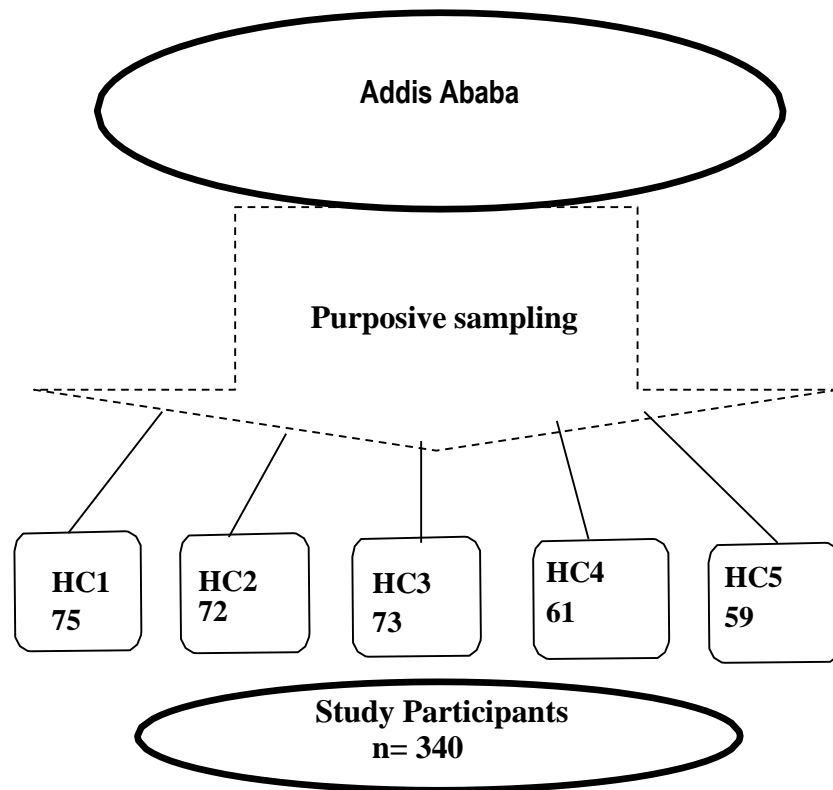 Addis Ababa
Purposive sampling
HC1
75
HC2
72
HC3
73
HC4
61
HC5
59
Study Participants
n= 340